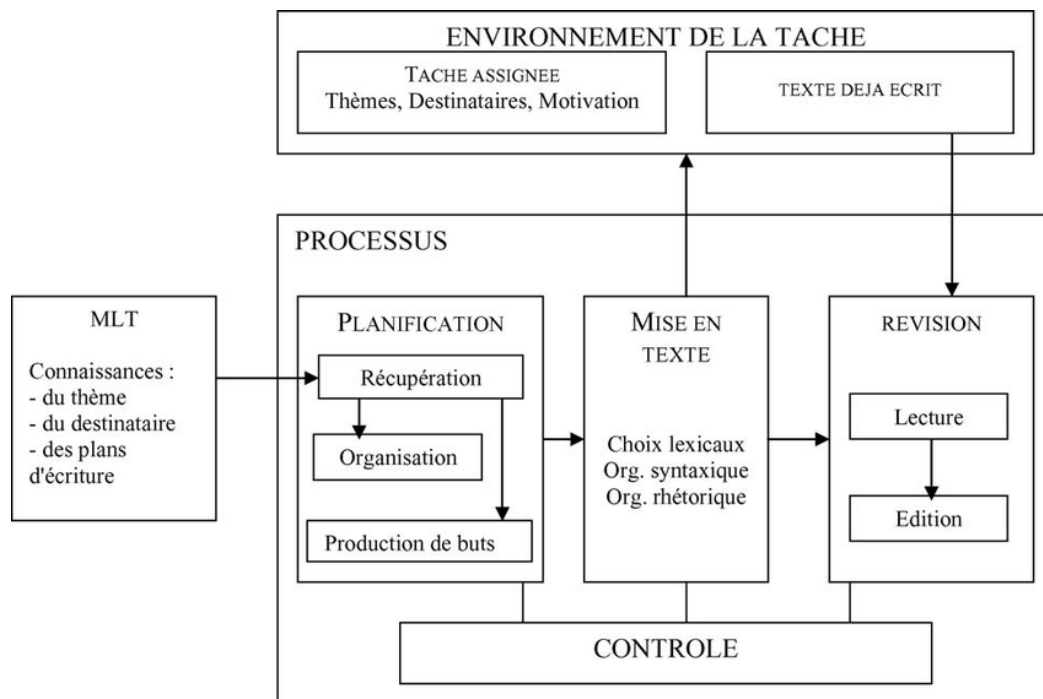 ENVIRONNEMENT DE LA TACHE
TACHE ASSIGNEE
Thèmes, Destinataires, Motivation
TEXTE DEJA ECRIT
PROCESSUS
MLT
Connaissances :
- du thème
- du destinataire
- des plans
d'écriture
PLANIFICATION
Récupération
Organisation
Production de buts
MISE EN
TEXTE
Choix lexicaux
Org. syntaxique
Org. rhétorique
REVISION
Lecture
Edition
CONTROLE